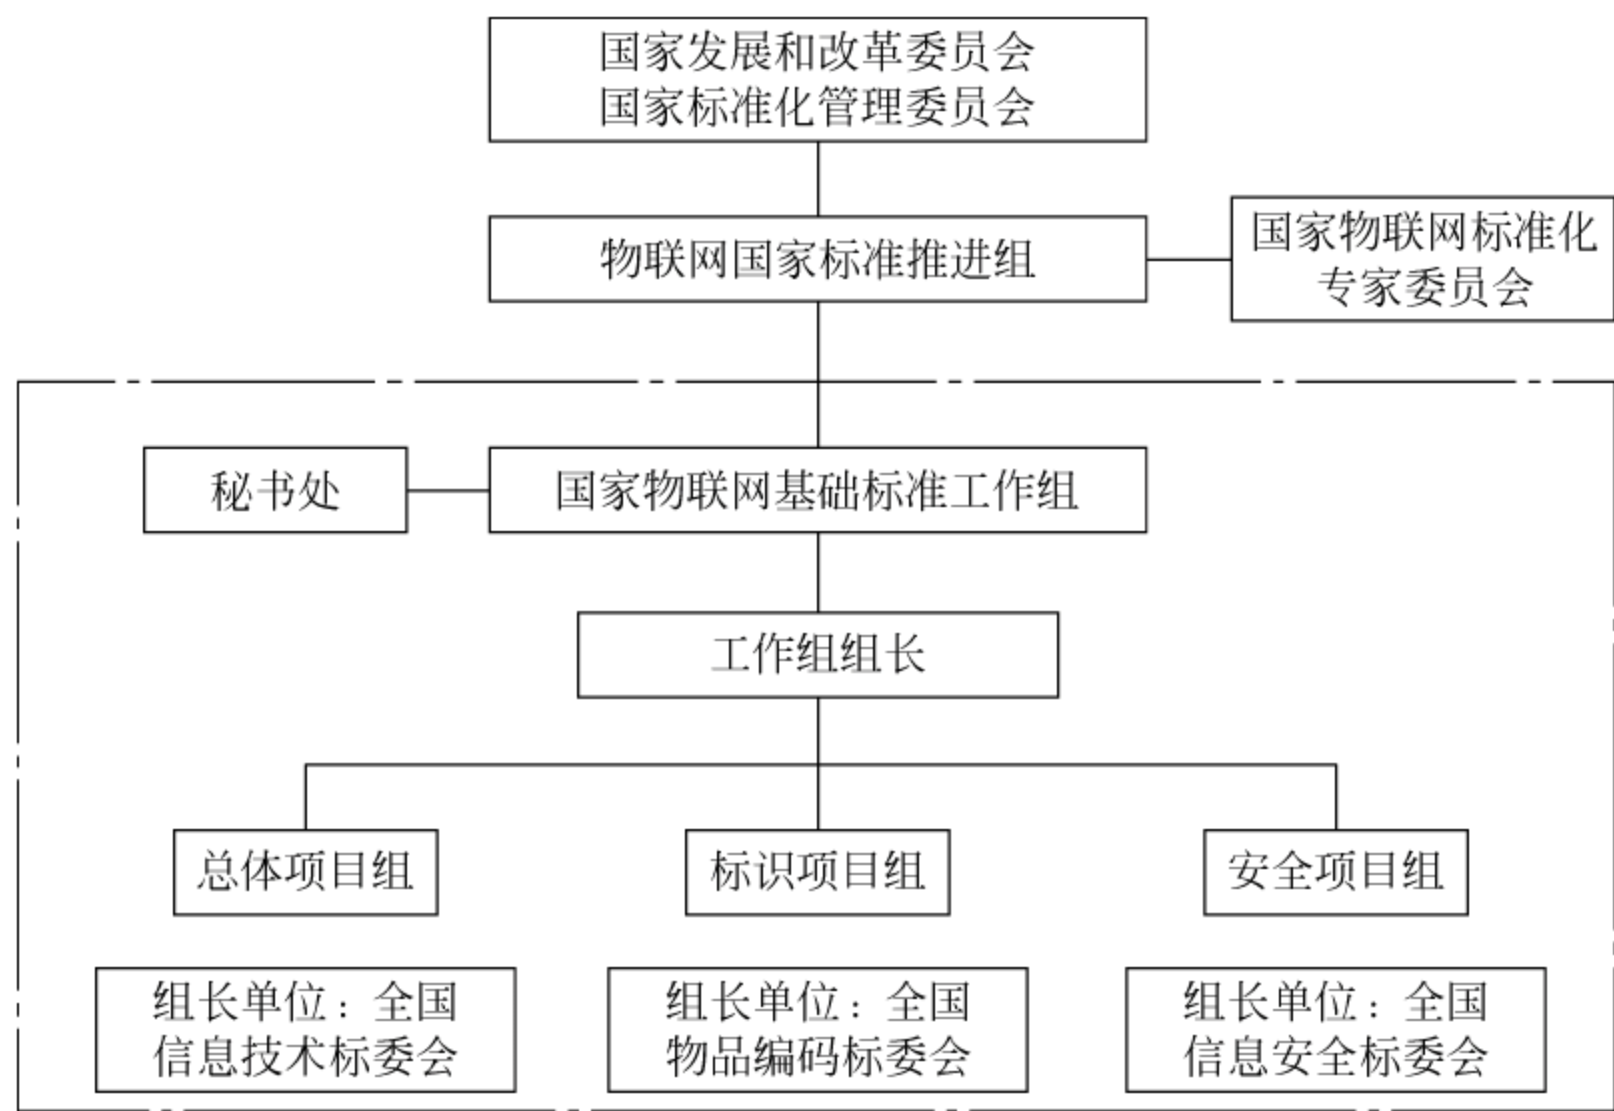 国家发展和改革委员会
国家标准化管理委员会
物联网国家标准推进组
国家物联网标准化
专家委员会
秘书处
国家物联网基础标准工作组
工作组组长
总体项目组
标识项目组
安全项目组
组长单位：全国
信息技术标委会
组长单位：全国
物品编码标委会
组长单位：全国
信息安全标委会